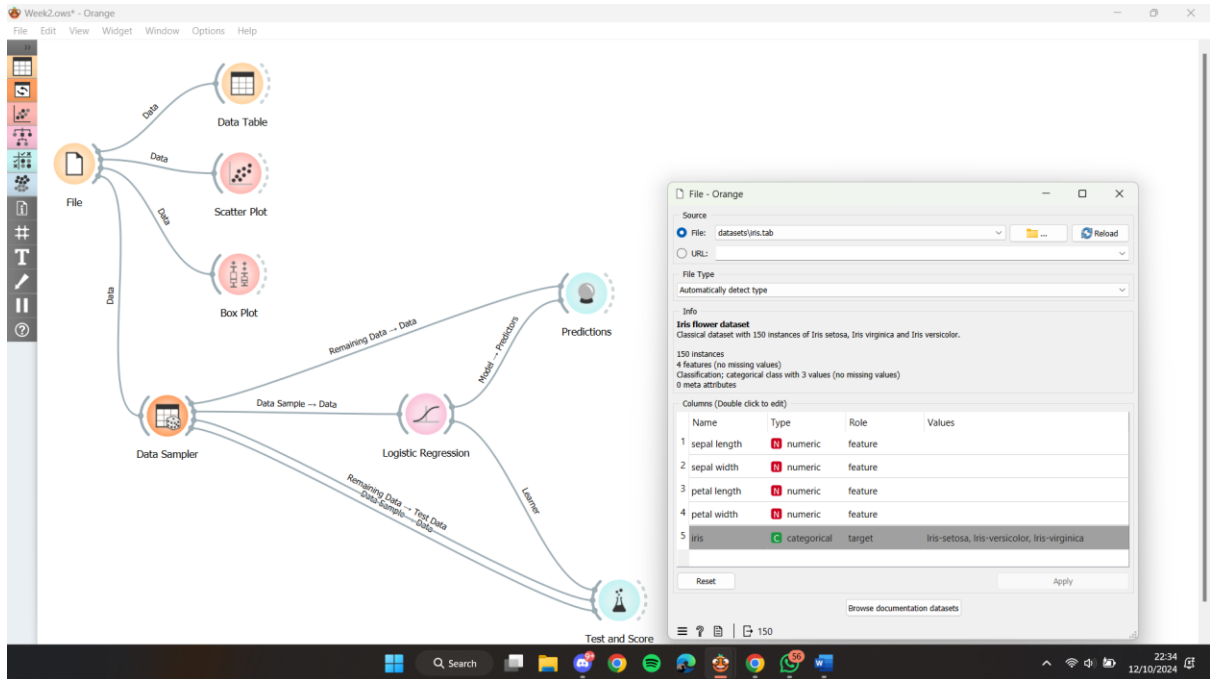 Week2.ows* - Orange
File Edit View Widget Window Options Help
Data
Data Table
Data
Scatter Plot
File
Data
Box Plot
Data
Remaining Data → Data
Predictions
Model → Predictors
Data Sample → Data
Data Sampler
Logistic Regression
Remaining Data → Test Data
Data Sample → Data
Learner
Test and Score
File - Orange
Source
File: datasets\iris.tab ... Reload
URL:
File Type
Automatically detect type
Info
Iris flower dataset
Classical dataset with 150 instances of Iris setosa, Iris virginica and Iris versicolor.
150 instances
4 features (no missing values)
Classification; categorical class with 3 values (no missing values)
0 meta attributes
Columns (Double click to edit)
Name Type Role Values
1 sepal length N numeric feature
2 sepal width N numeric feature
3 petal length N numeric feature
4 petal width N numeric feature
5 iris C categorical target Iris-setosa, Iris-versicolor, Iris-virginica
Reset Apply
Browse documentation datasets
150
Search
56
22:34
12/10/2024